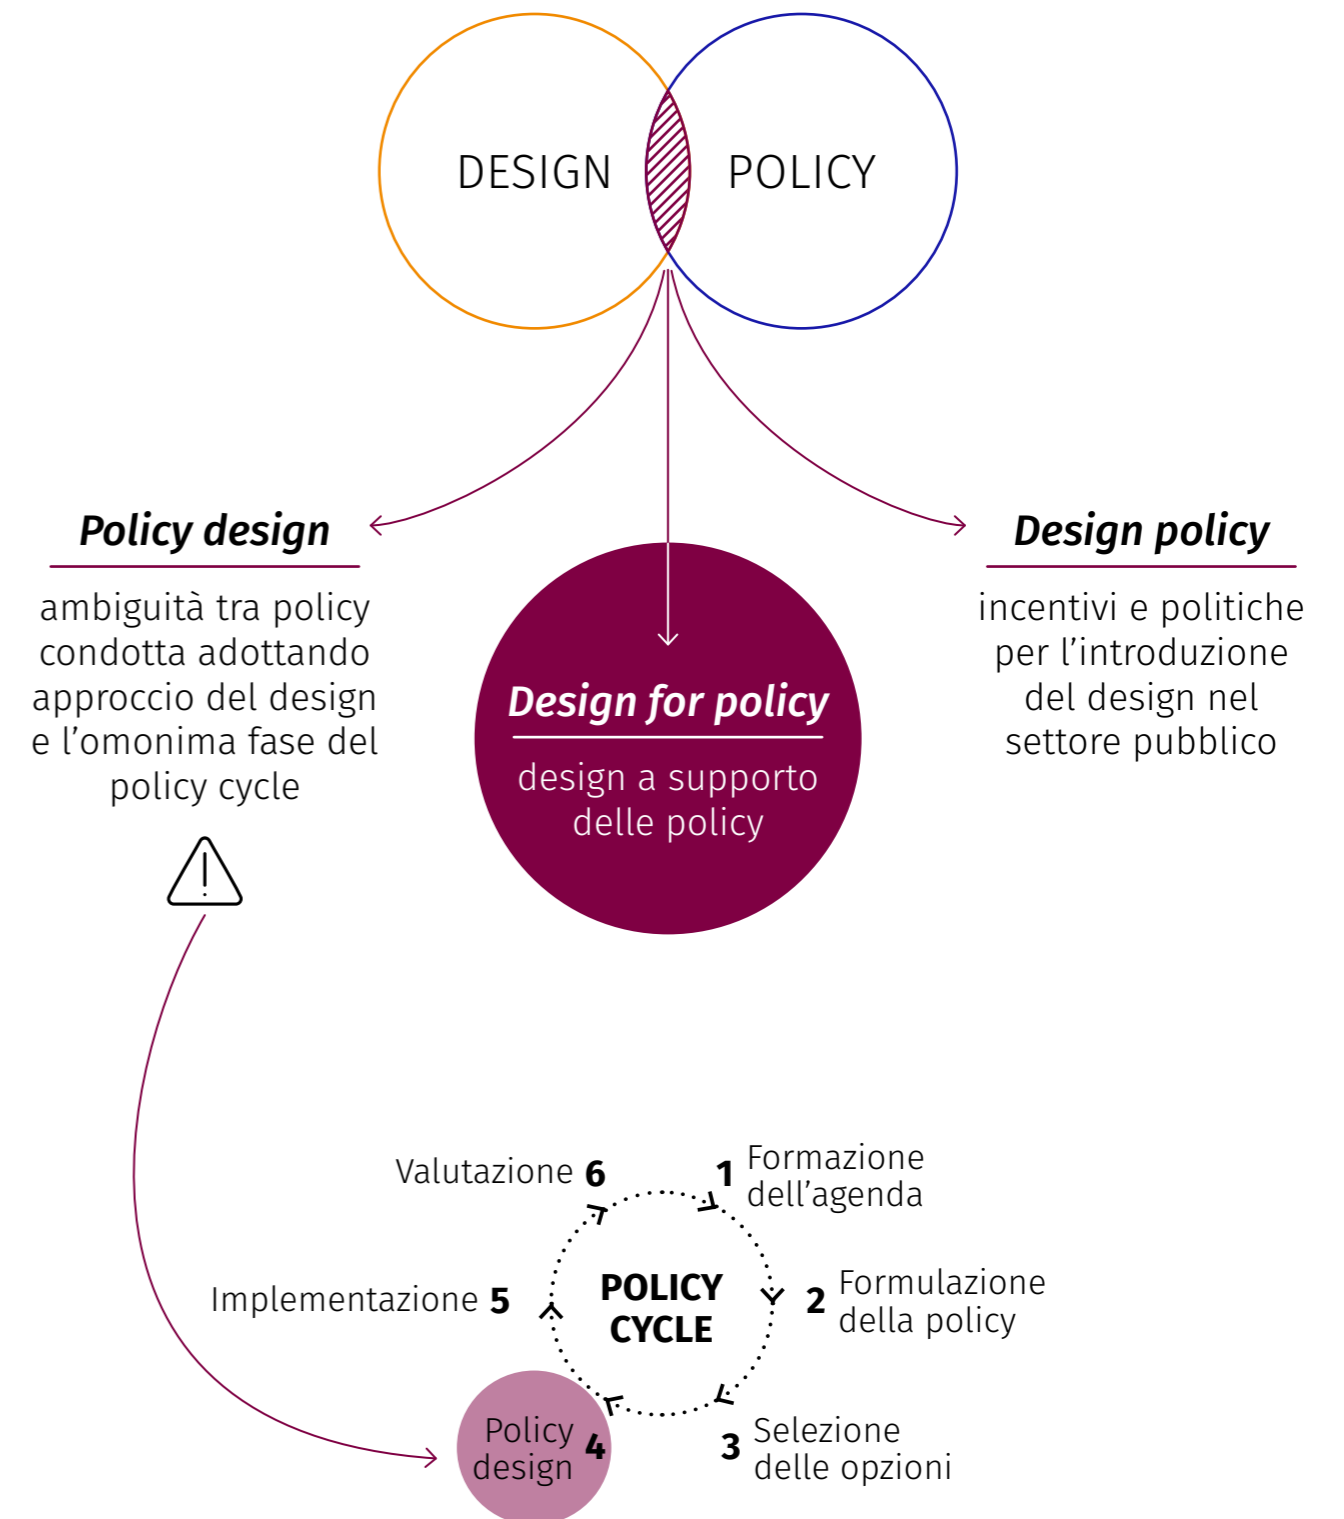 DESIGN
POLICY
Policy design
ambiguità tra policy
condotta adottando
approccio del design
e l’omonima fase del
policy cycle
Design for policy
design a supporto
delle policy
Design policy
incentivi e politiche
per l’introduzione
del design nel
settore pubblico
POLICY
CYCLE
1 Formazione
dell’agenda
2 Formulazione
della policy
3 Selezione
delle opzioni
Policy 4
design
Implementazione 5
Valutazione 6